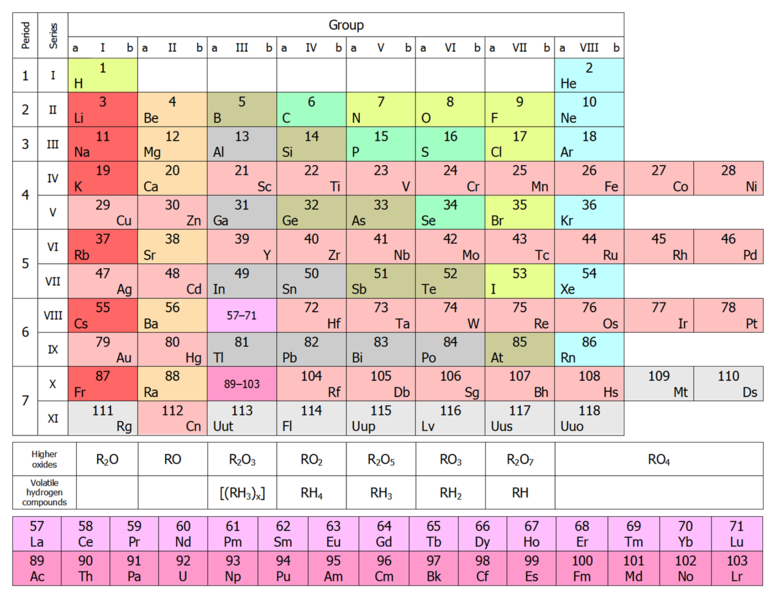 Period Series Group
a I b a II b a III b a IV b a V b a VI b a VII b a VIII b
1 I 1 H 2 He
2 II 3 Li 4 Be 5 B 6 C 7 N 8 O 9 F 10 Ne
3 III 11 Na 12 Mg 13 Al 14 Si 15 P 16 S 17 Cl 18 Ar
4 IV 19 K 20 Ca 21 Sc 22 Ti 23 V 24 Cr 25 Mn 26 Fe 27 Co 28 Ni
V 29 Cu 30 Zn 31 Ga 32 Ge 33 As 34 Se 35 Br 36 Kr
5 VI 37 Rb 38 Sr 39 Y 40 Zr 41 Nb 42 Mo 43 Tc 44 Ru 45 Rh 46 Pd
VII 47 Ag 48 Cd 49 In 50 Sn 51 Sb 52 Te 53 I 54 Xe
6 VIII 55 Cs 56 Ba 57–71 72 Hf 73 Ta 74 W 75 Re 76 Os 77 Ir 78 Pt
IX 79 Au 80 Hg 81 Tl 82 Pb 83 Bi 84 Po 85 At 86 Rn
7 X 87 Fr 88 Ra 89–103 104 Rf 105 Db 106 Sg 107 Bh 108 Hs 109 Mt 110 Ds
XI 111 Rg 112 Cn 113 Uut 114 Fl 115 Uup 116 Lv 117 Uus 118 Uuo
Higher oxides R₂O RO R₂O₃ RO₂ R₂O₅ RO₃ R₂O₇ RO₄
Volatile hydrogen compounds [(RH₃)ₓ] RH₄ RH₃ RH₂ RH
57 58 59 60 61 62 63 64 65 66 67 68 69 70 71
La Ce Pr Nd Pm Sm Eu Gd Tb Dy Ho Er Tm Yb Lu
89 90 91 92 93 94 95 96 97 98 99 100 101 102 103
Ac Th Pa U Np Pu Am Cm Bk Cf Es Fm Md No Lr